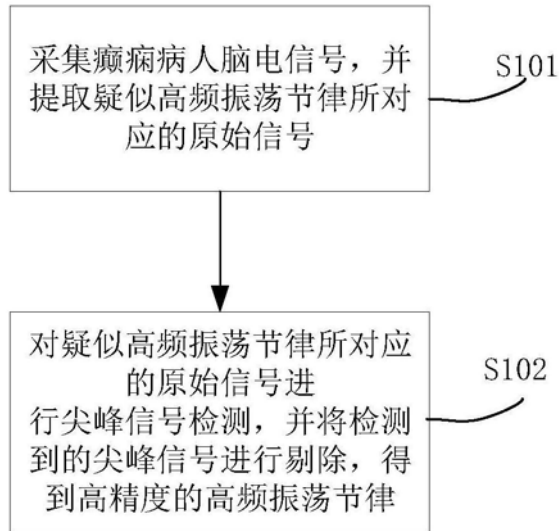 采集癫痫病人脑电信号，并
提取疑似高频振荡节律所对
应的原始信号
S101
对疑似高频振荡节律所对应
的原始信号进
行尖峰信号检测，并将检测
到的尖峰信号进行剔除，得
到高精度的高频振荡节律
S102